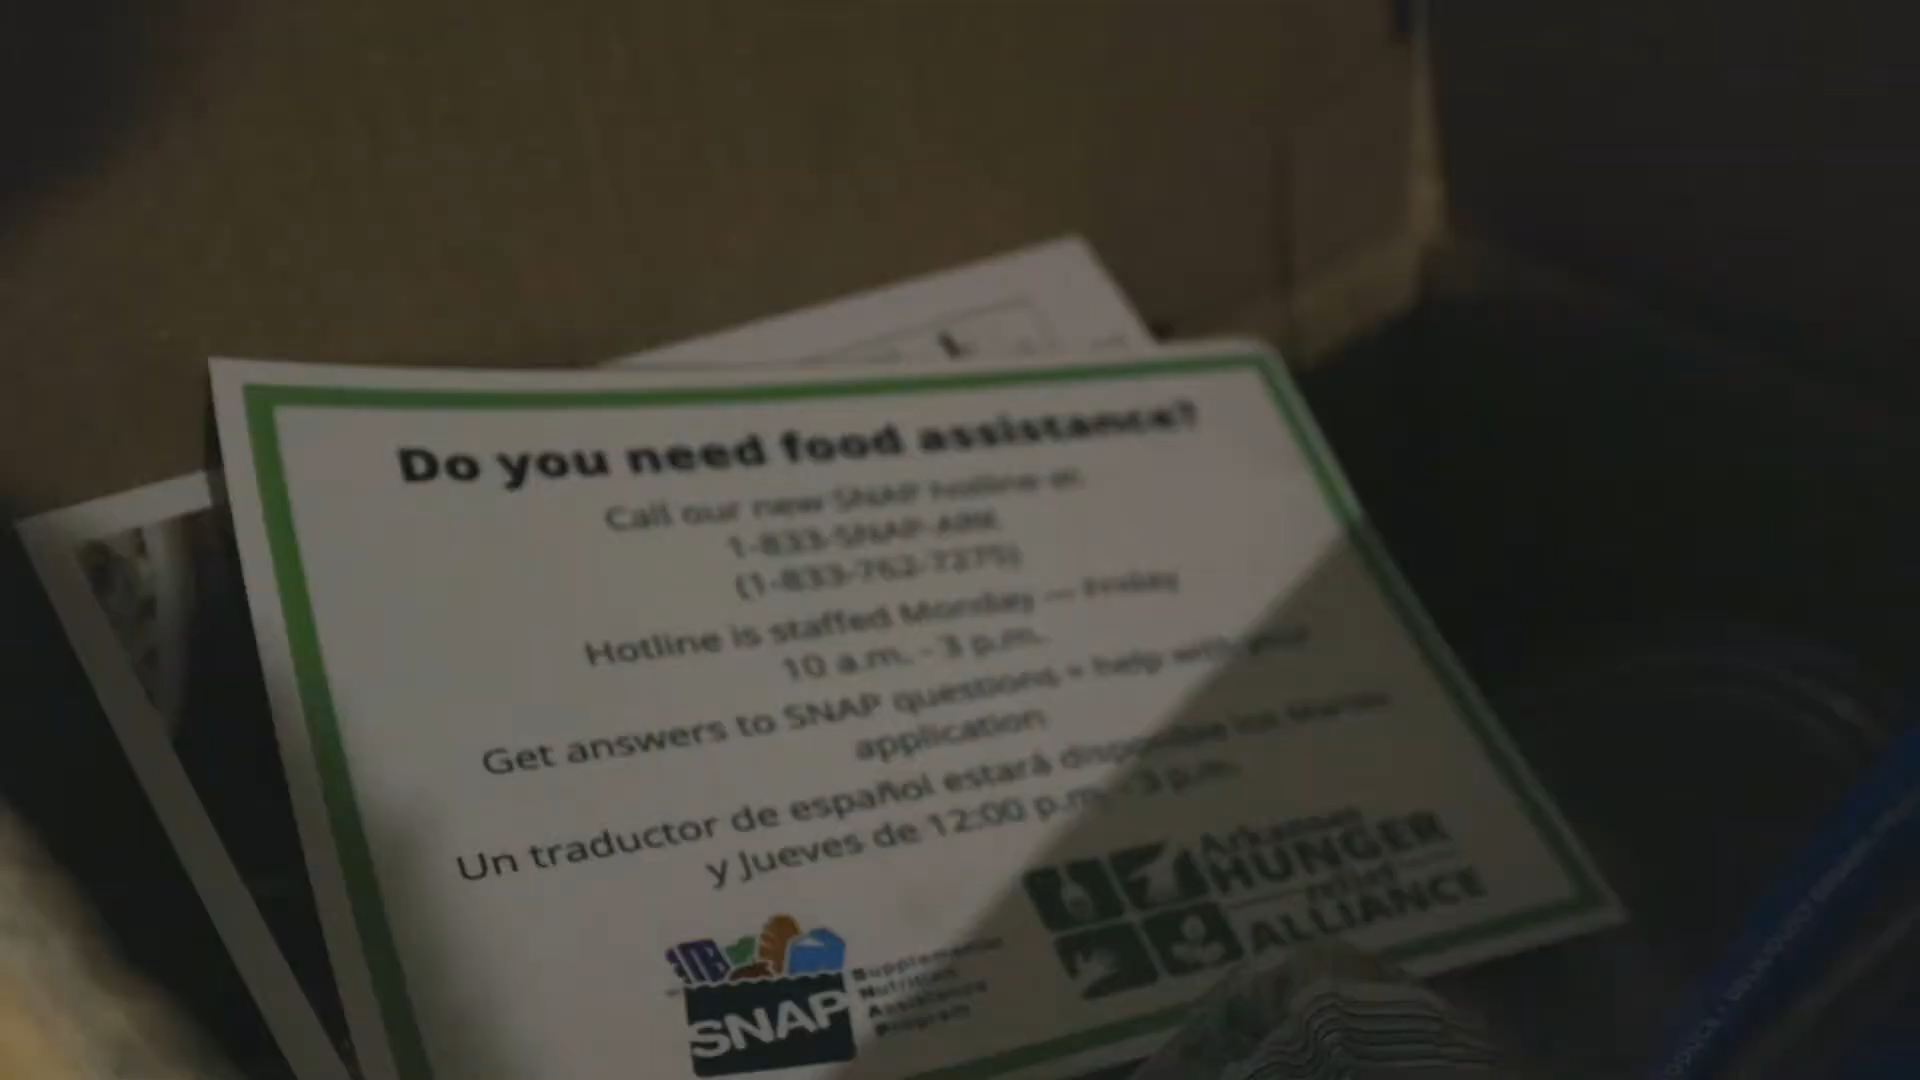 Do you need food assistance?
Call our new SNAP hotline at
1-833-SNAP-ARK
(1-833-762-7275)
Hotline is staffed Monday — Friday
10 a.m. - 3 p.m.
Get answers to SNAP questions + help with your
application
Un traductor de español estará disponible los Martes
y Jueves de 12:00 p.m. - 3 p.m.
SNAP
Supplemental
Nutrition
Assistance
Program
Arkansas
HUNGER
relief
ALLIANCE